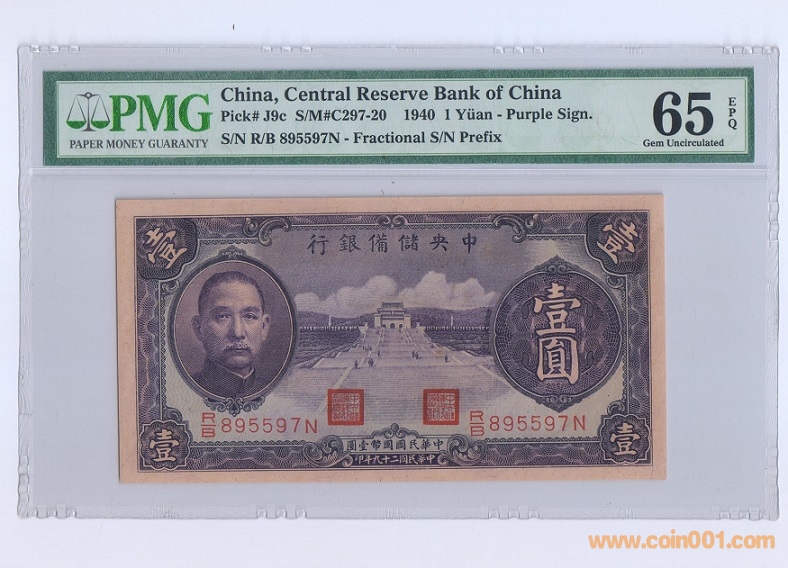 PMG
PAPER MONEY GUARANTY
China, Central Reserve Bank of China
Pick# J9c S/M#C297-20 1940 1 Yüan - Purple Sign.
S/N R/B 895597N - Fractional S/N Prefix
65 EPQ
Gem Uncirculated
壹
壹
行銀備儲央中
壹圓
R/B 895597N
R/B 895597N
圓壹幣國國民華中
印年九十二國民華中
壹
壹
www.coin001.com